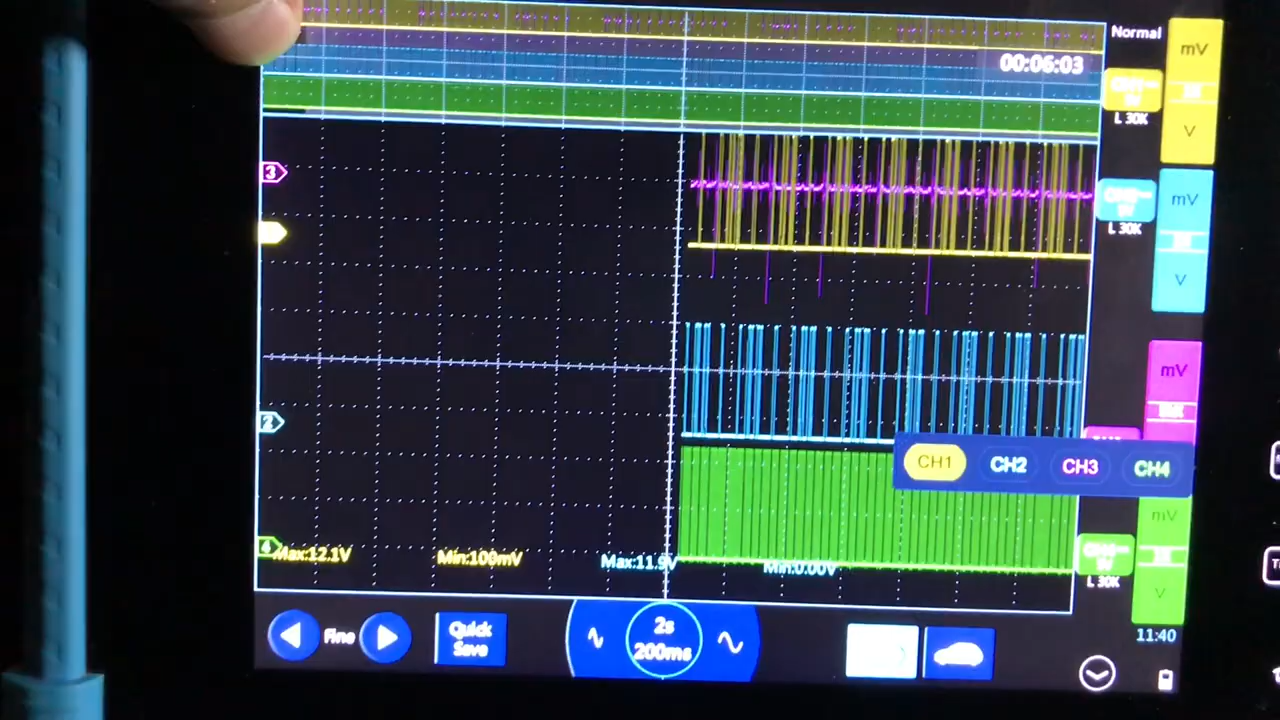 Normal
mV
00:06:03
L 30K
V
3
mV
L 30K
V
mV
2
CH1 CH2 CH3 CH4
mV
4
Max:12.1V Min:100mV Max:11.9V Min:0.00V
L 30K
V
Fine
Quick
Save
2s
200ms
11:40